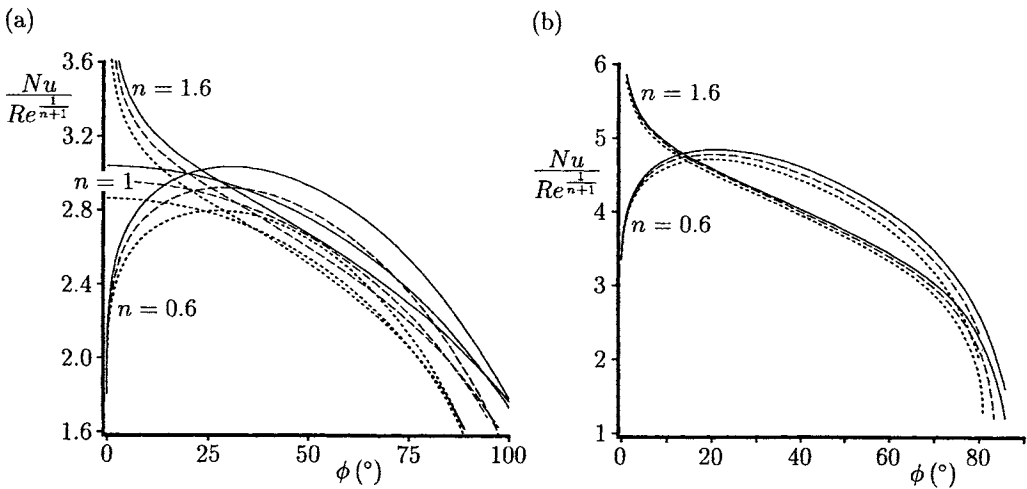 (a)
Nu
Re^{1/(n+1)}
3.6
3.2
2.8
2.4
2.0
1.6
n = 1.6
n = 1
n = 0.6
0 25 50 75 100
ϕ (°)
(b)
Nu
Re^{1/(n+1)}
6
5
4
3
2
1
n = 1.6
n = 0.6
0 20 40 60 80
ϕ (°)